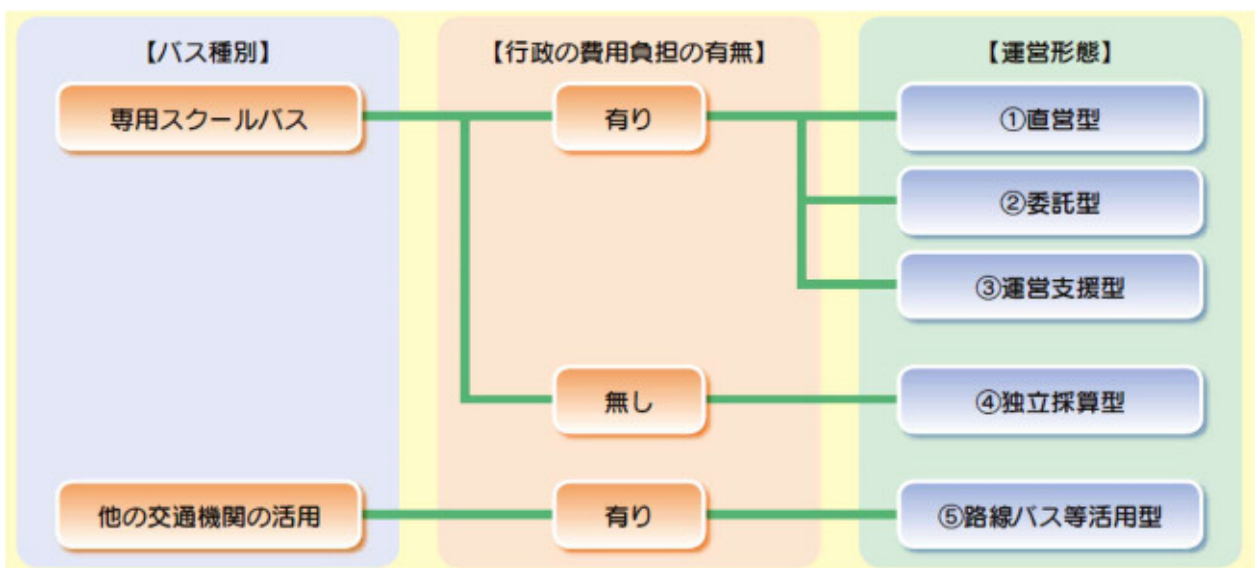 【バス種別】
【行政の費用負担の有無】
【運営形態】
専用スクールバス
有り
①直営型
②委託型
③運営支援型
無し
④独立採算型
他の交通機関の活用
有り
⑤路線バス等活用型